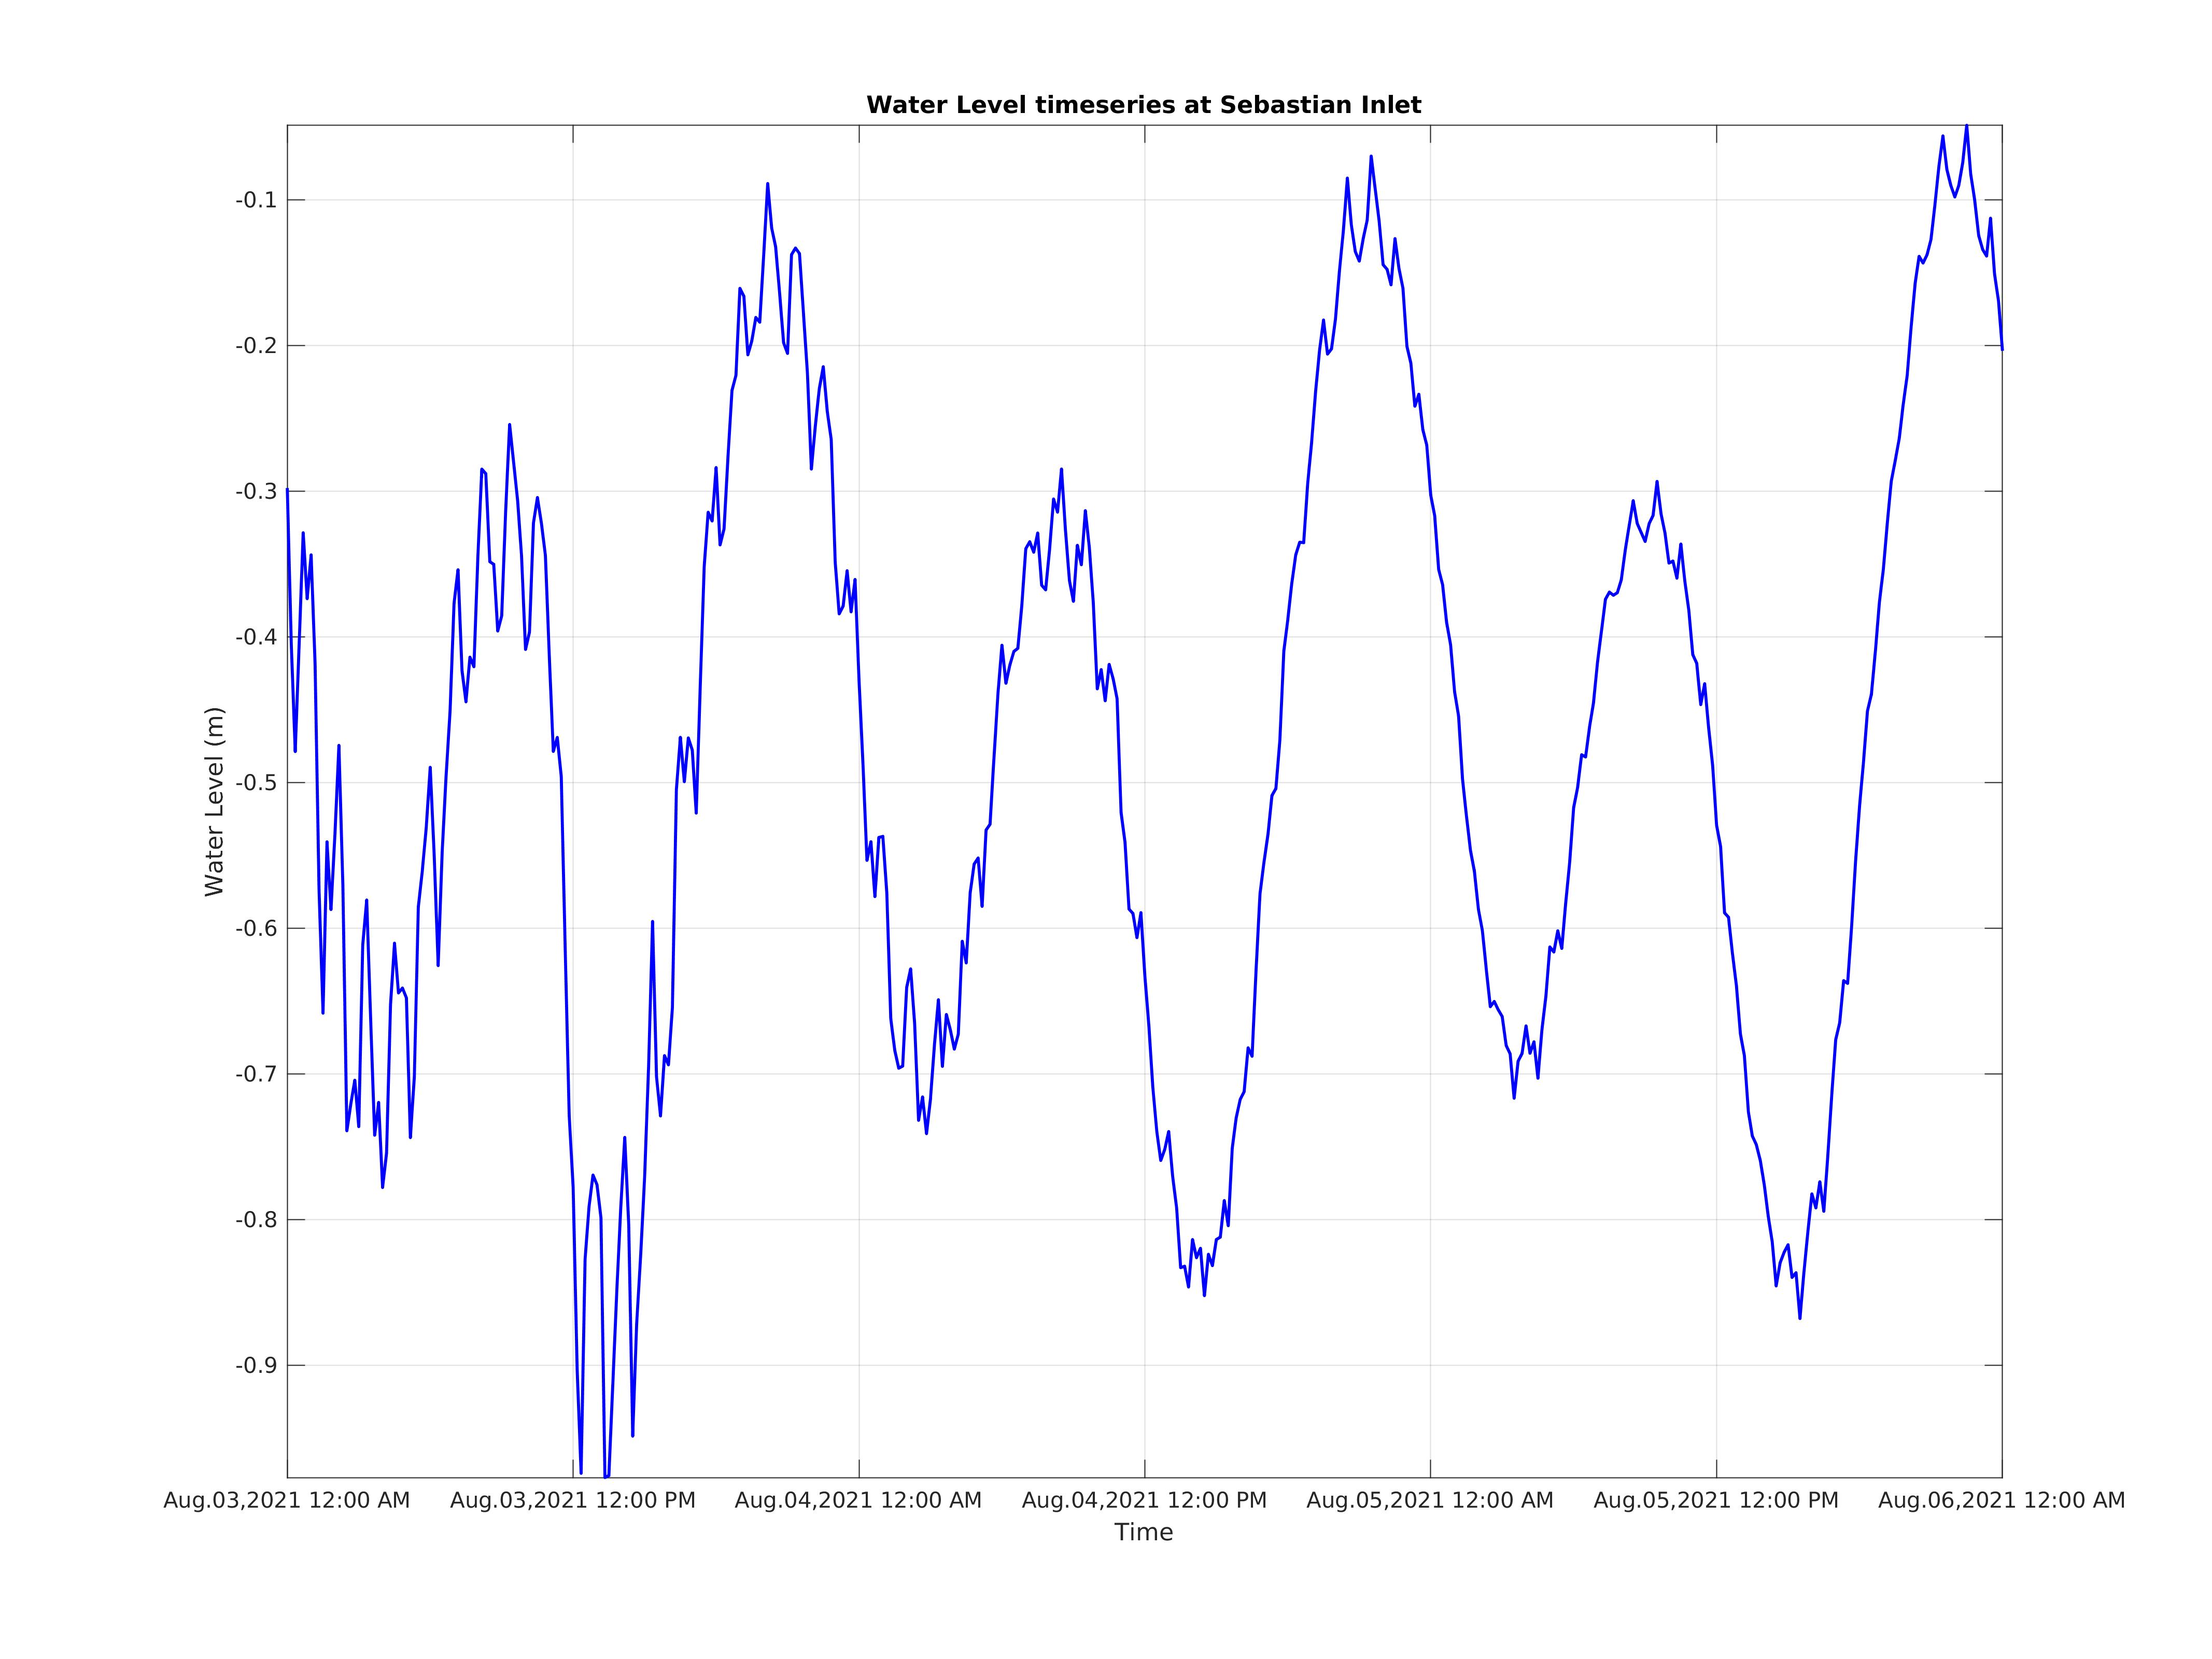 Water Level timeseries at Sebastian Inlet
-0.1
-0.2
-0.3
-0.4
-0.5
-0.6
-0.7
-0.8
-0.9
Water Level (m)
Aug.03,2021 12:00 AM
Aug.03,2021 12:00 PM
Aug.04,2021 12:00 AM
Aug.04,2021 12:00 PM
Aug.05,2021 12:00 AM
Aug.05,2021 12:00 PM
Aug.06,2021 12:00 AM
Time